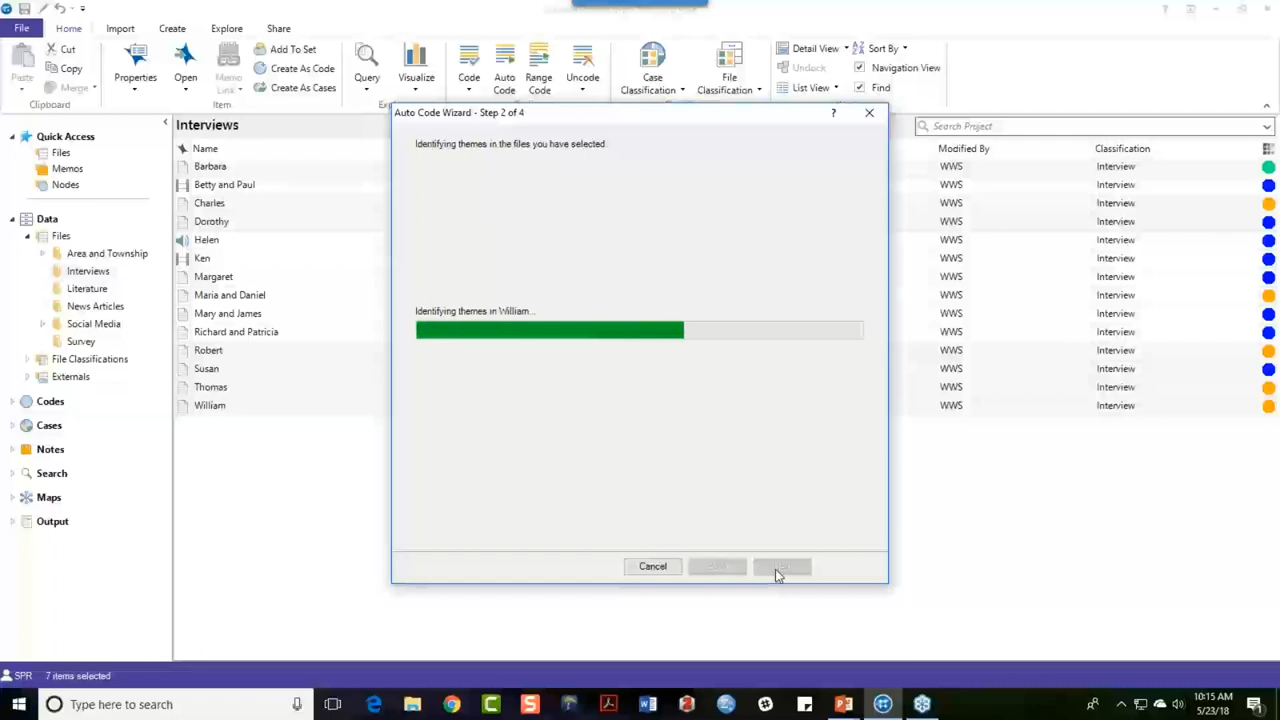 File Home Import Create Explore Share
Paste Cut Copy Merge Clipboard
Properties Open Memo Link Item
Add To Set Create As Code Create As Cases
Query Visualize
Code Auto Code Range Code Uncode
Case Classification File Classification
Detail View Sort By
Undock Navigation View
List View Find
Auto Code Wizard - Step 2 of 4 ?
Identifying themes in the files you have selected.
Identifying themes in William...
Cancel
Quick Access
Files
Memos
Nodes
Data
Files
Area and Township
Interviews
Literature
News Articles
Social Media
Survey
File Classifications
Externals
Codes
Cases
Notes
Search
Maps
Output
Interviews
Search Project
Name Modified By Classification
Barbara WWS Interview
Betty and Paul WWS Interview
Charles WWS Interview
Dorothy WWS Interview
Helen WWS Interview
Ken WWS Interview
Margaret WWS Interview
Maria and Daniel WWS Interview
Mary and James WWS Interview
Richard and Patricia WWS Interview
Robert WWS Interview
Susan WWS Interview
Thomas WWS Interview
William WWS Interview
SPR 7 items selected
Type here to search
10:15 AM
5/23/18